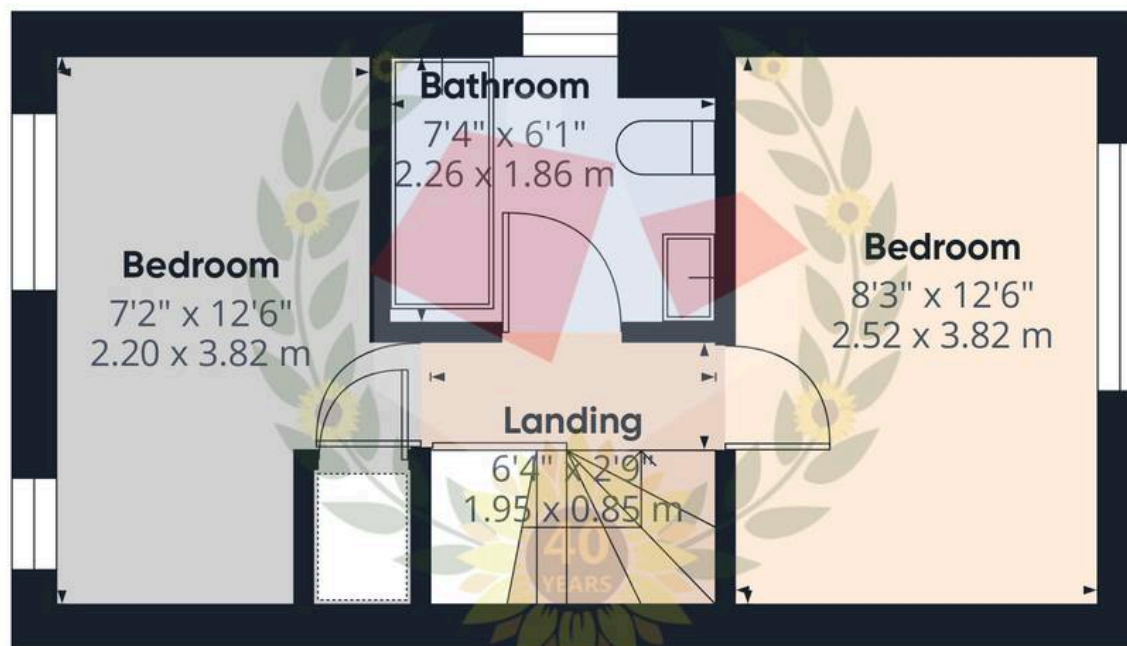 Bathroom
7'4" x 6'1"
2.26 x 1.86 m
Bedroom
7'2" x 12'6"
2.20 x 3.82 m
Bedroom
8'3" x 12'6"
2.52 x 3.82 m
Landing
6'4" x 2'9"
1.95 x 0.85 m
40
YEARS